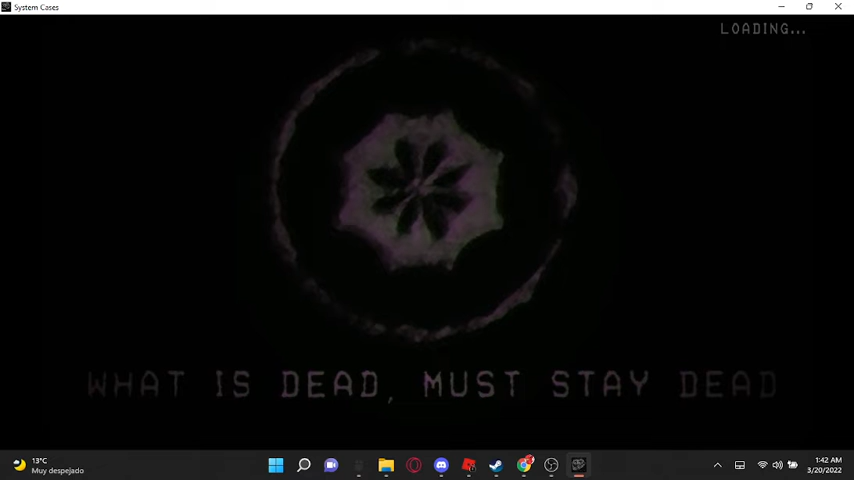 System Cases
LOADING...
WHAT IS DEAD, MUST STAY DEAD
13°C
Muy despejado
1:42 AM
3/20/2022